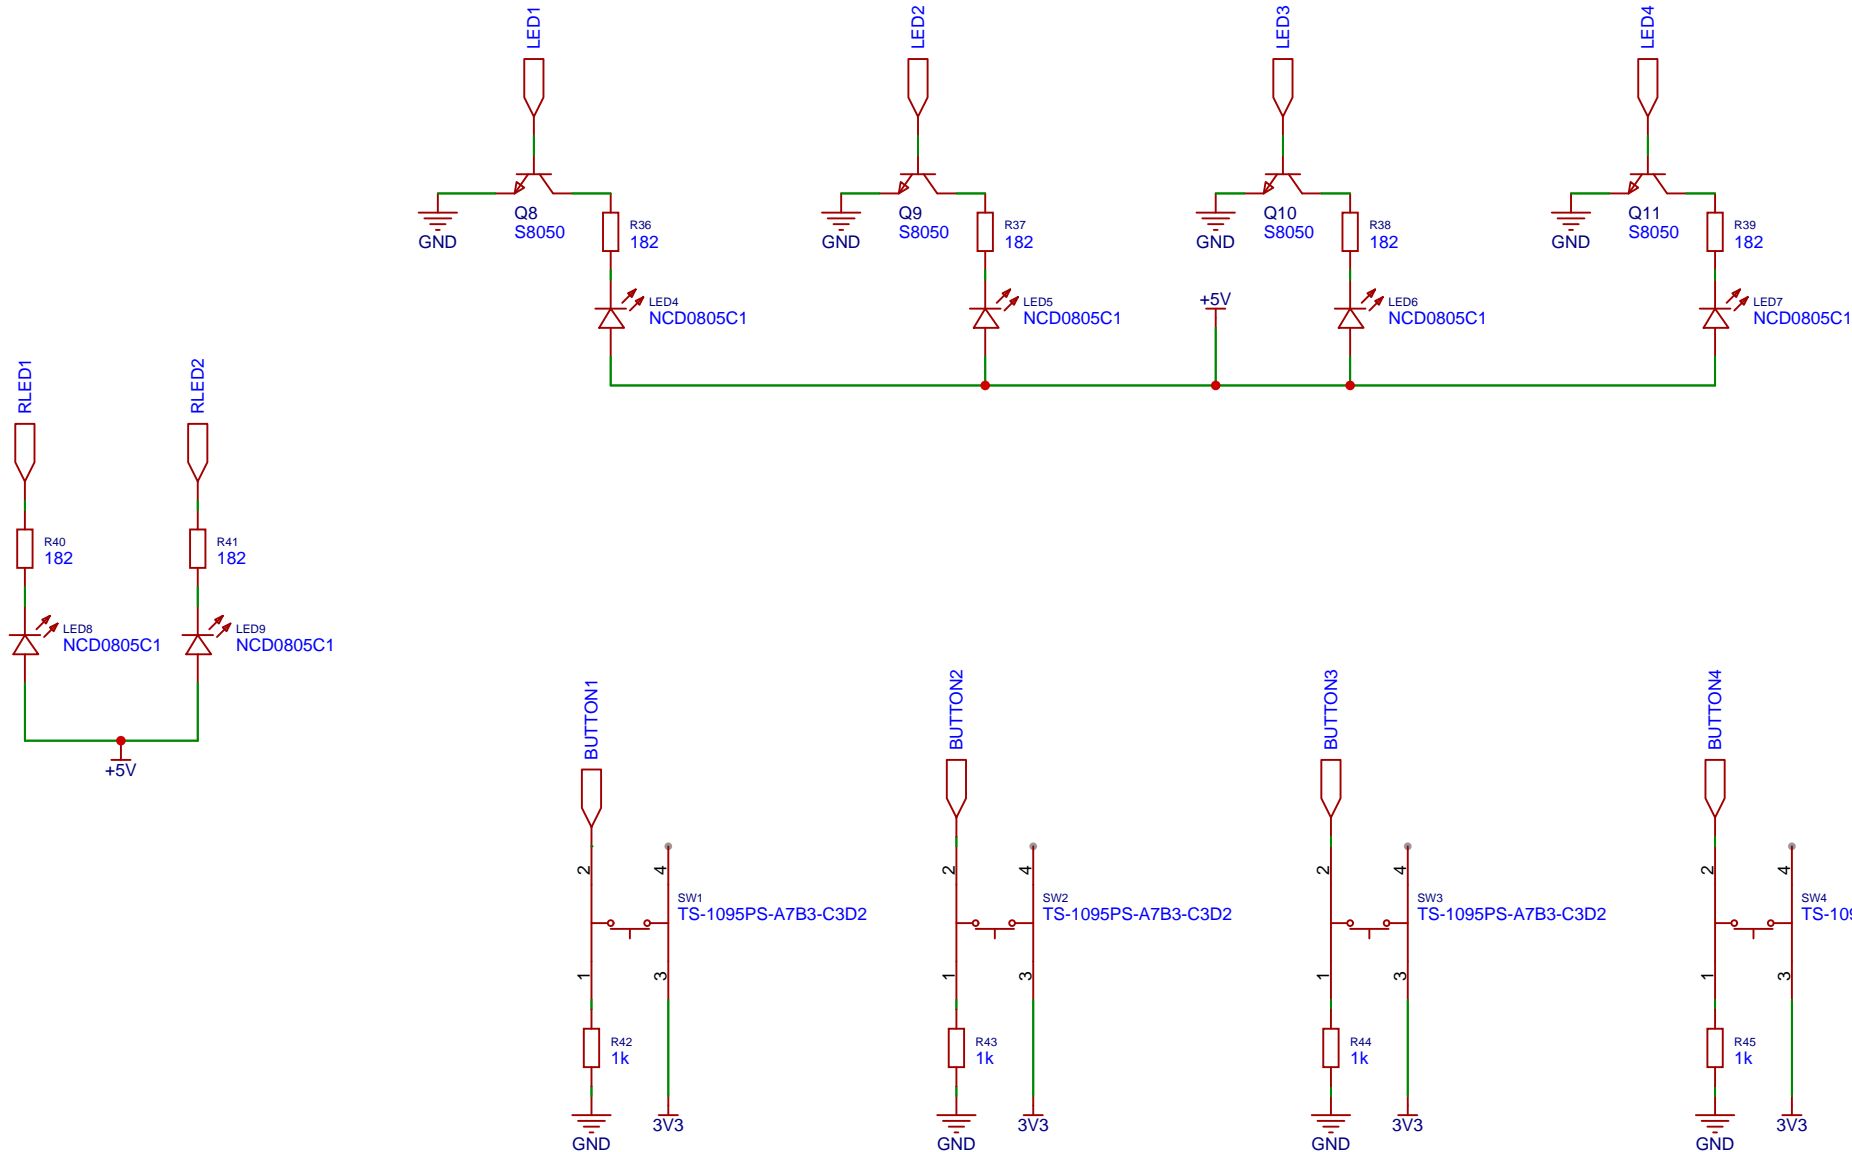 LED1
LED2
LED3
LED4
Q8
S8050
GND
R36
182
LED4
NCD0805C1
Q9
S8050
GND
R37
182
LED5
NCD0805C1
Q10
S8050
GND
R38
182
+5V
LED6
NCD0805C1
Q11
S8050
GND
R39
182
LED7
NCD0805C1
RLED1
RLED2
R40
182
R41
182
LED8
NCD0805C1
LED9
NCD0805C1
+5V
BUTTON1
2
4
SW1
TS-1095PS-A7B3-C3D2
1
3
R42
1k
GND
3V3
BUTTON2
2
4
SW2
TS-1095PS-A7B3-C3D2
1
3
R43
1k
GND
3V3
BUTTON3
2
4
SW3
TS-1095PS-A7B3-C3D2
1
3
R44
1k
GND
3V3
BUTTON4
2
4
SW4
1
3
R45
1k
GND
3V3